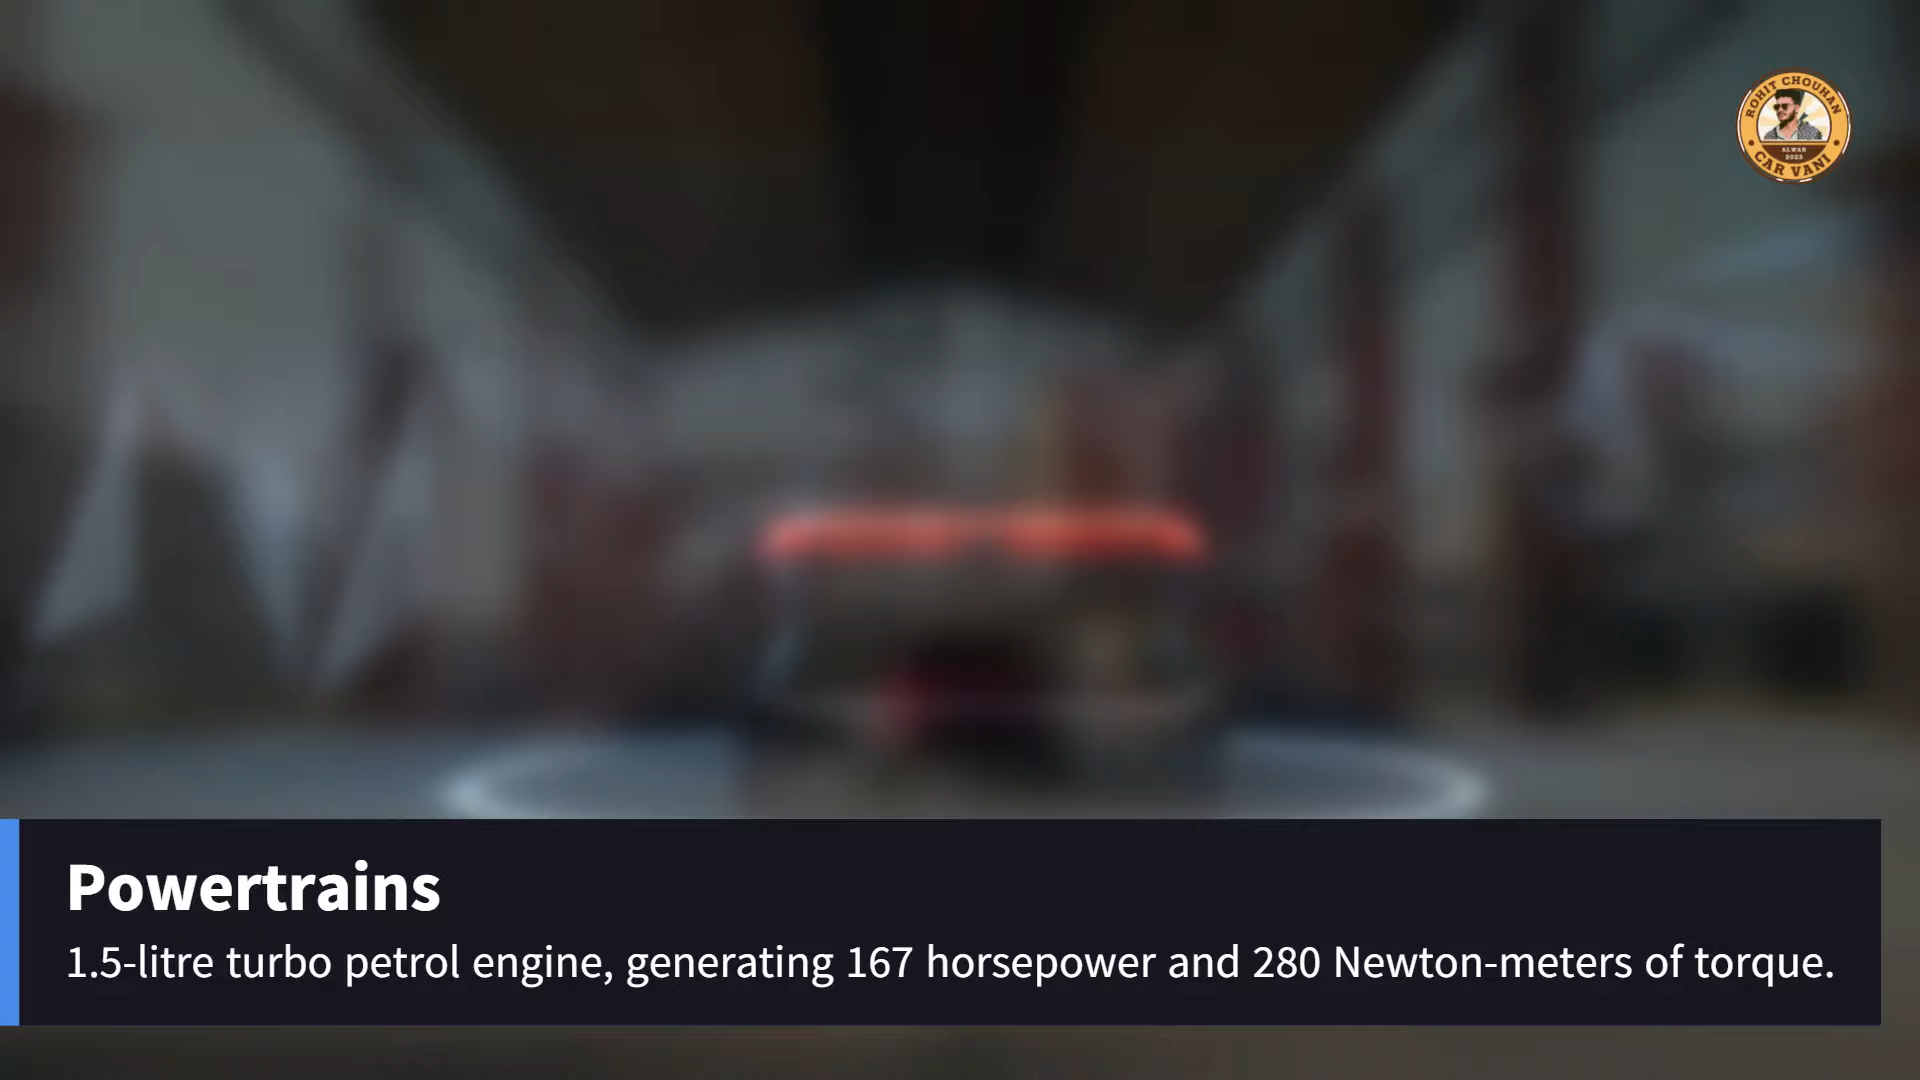 ROHIT CHOUHAN
ALWAR
2023
CAR VANI
Powertrains
1.5-litre turbo petrol engine, generating 167 horsepower and 280 Newton-meters of torque.